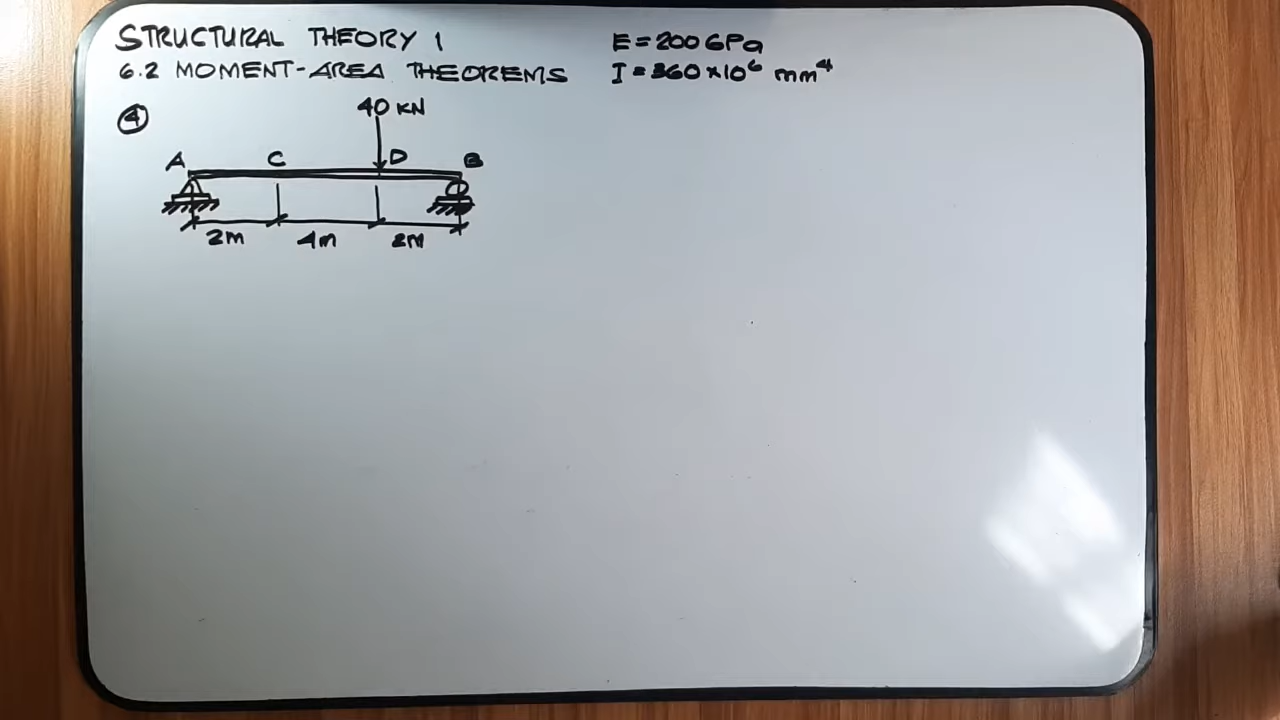 STRUCTURAL THEORY 1
6.2 MOMENT-AREA THEOREMS
E = 200 GPa
I = 360 × 10⁶ mm⁴
4
40 KN
A C D B
2m 4m 2m